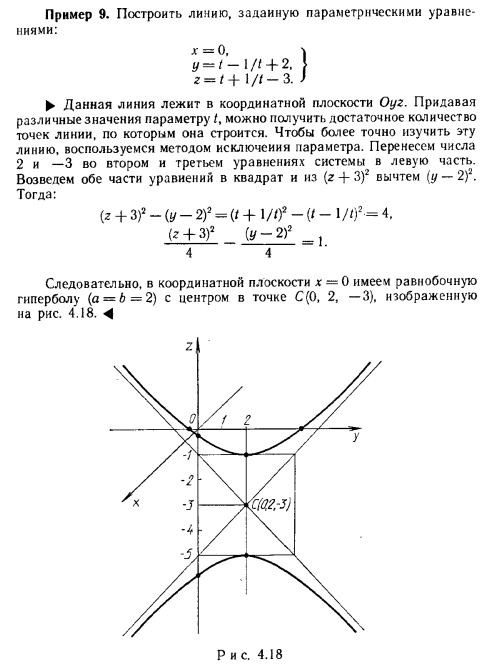 Пример 9. Построить линию, заданную параметрическими уравне-
ниями:
x = 0,
y = t − 1/t + 2,
z = t + 1/t − 3.
▶ Данная линия лежит в координатной плоскости Oyz. Придавая
различные значения параметру t, можно получить достаточное количество
точек линии, по которым она строится. Чтобы более точно изучить эту
линию, воспользуемся методом исключения параметра. Перенесем числа
2 и −3 во втором и третьем уравнениях системы в левую часть.
Возведем обе части уравнений в квадрат и из (z + 3)² вычтем (y − 2)².
Тогда:
(z + 3)² − (y − 2)² = (t + 1/t)² − (t − 1/t)² = 4,
(z + 3)²/4 − (y − 2)²/4 = 1.
Следовательно, в координатной плоскости x = 0 имеем равнобочную
гиперболу (a = b = 2) с центром в точке C(0, 2, −3), изображенную
на рис. 4.18. ◀
z
0 1 2
y
-1
-2
x
-3 C(0,2,-3)
-4
-5
Рис. 4.18